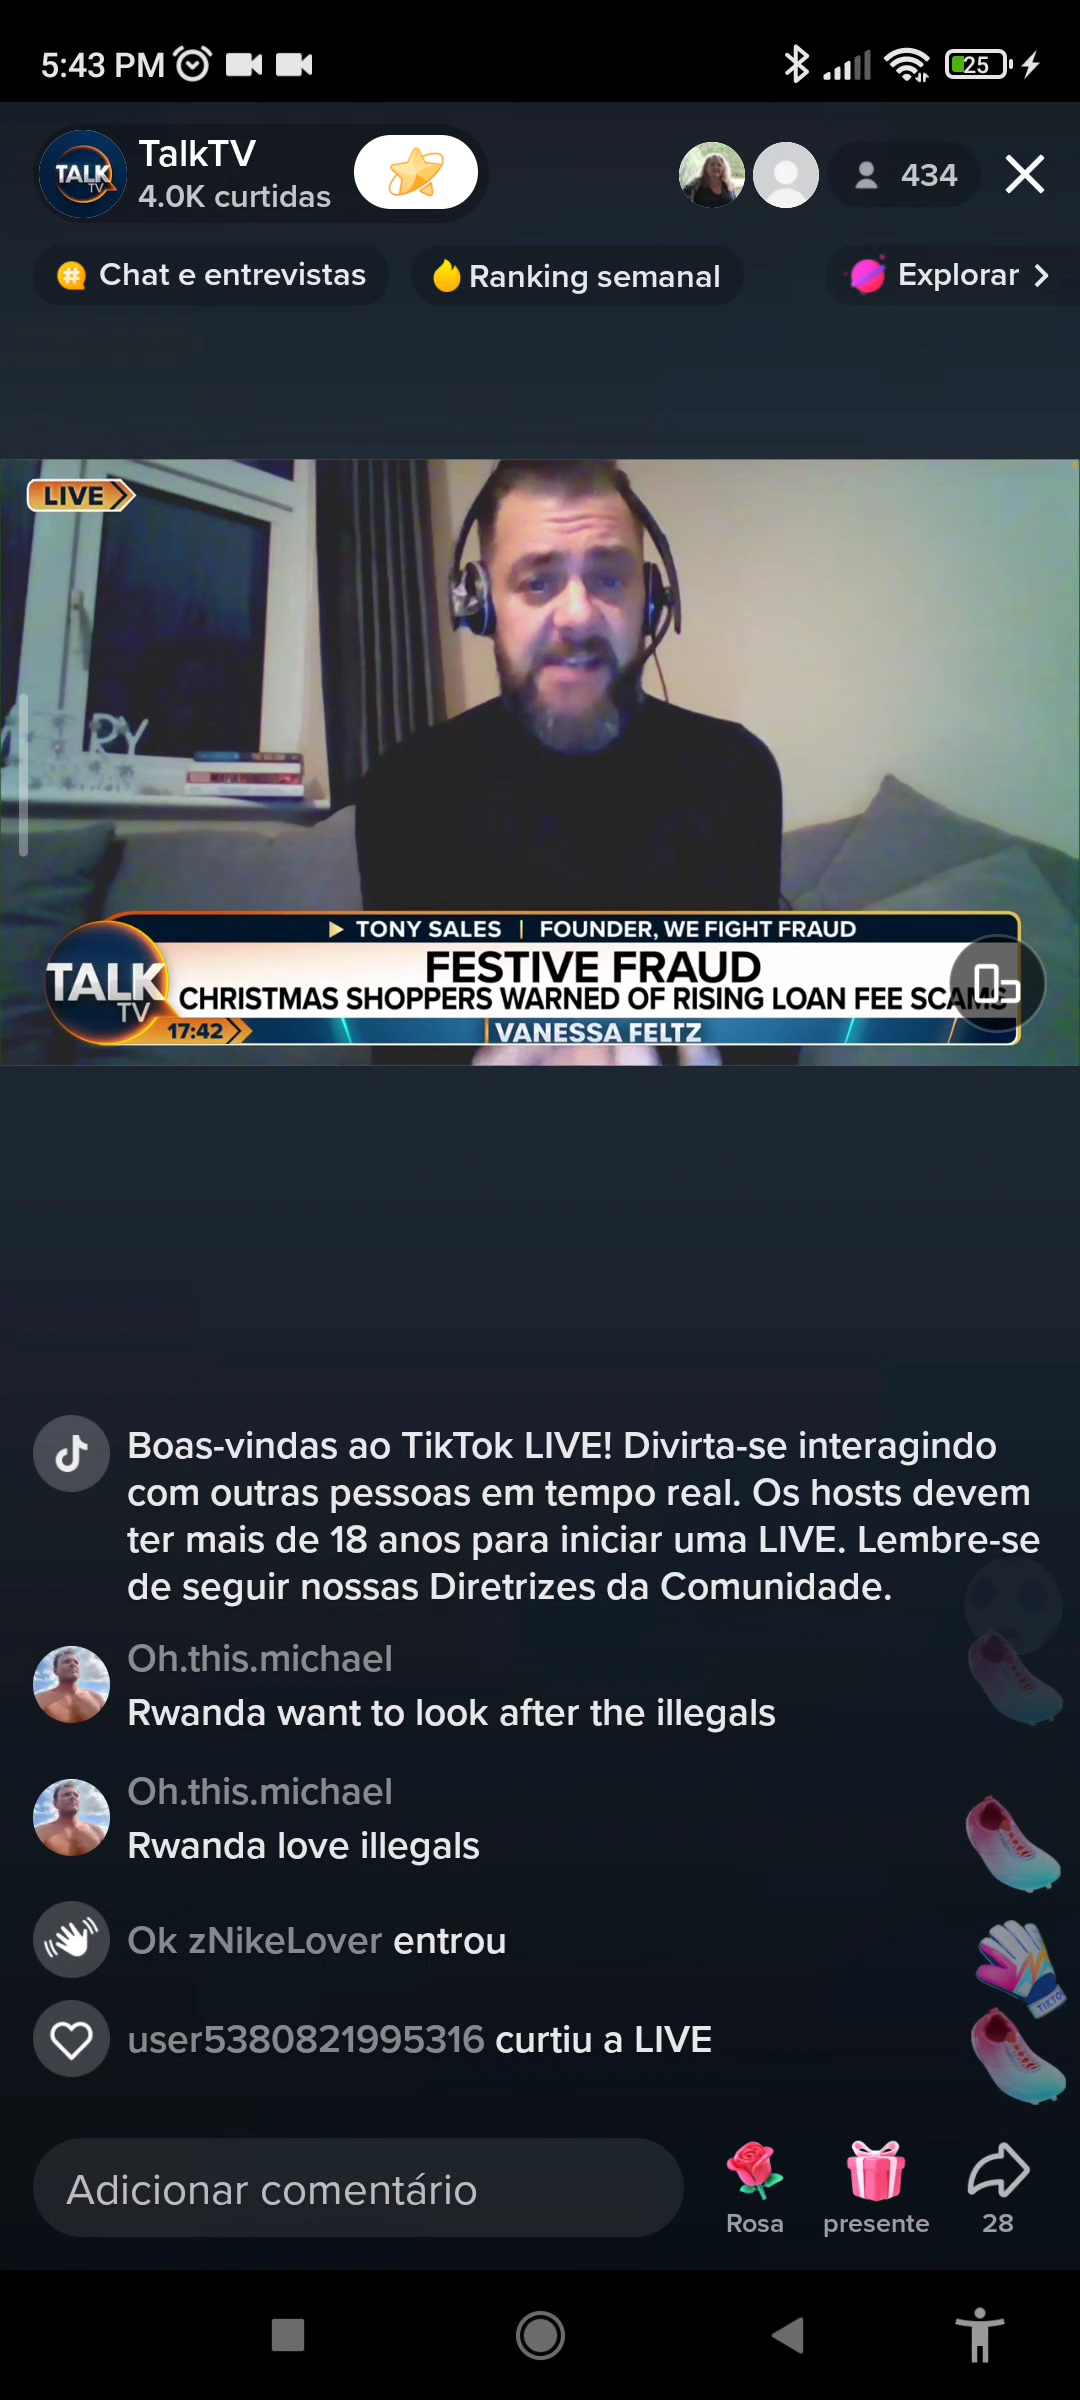 5:43 PM
25
TALK
TV
TalkTV
4.0K curtidas
434
Chat e entrevistas
Ranking semanal
Explorar
LIVE
RY
TONY SALES | FOUNDER, WE FIGHT FRAUD
FESTIVE FRAUD
TALK
TV
CHRISTMAS SHOPPERS WARNED OF RISING LOAN FEE SCAMS
17:42
VANESSA FELTZ
Boas-vindas ao TikTok LIVE! Divirta-se interagindo
com outras pessoas em tempo real. Os hosts devem
ter mais de 18 anos para iniciar uma LIVE. Lembre-se
de seguir nossas Diretrizes da Comunidade.
Oh.this.michael
Rwanda want to look after the illegals
Oh.this.michael
Rwanda love illegals
Ok zNikeLover entrou
user5380821995316 curtiu a LIVE
Adicionar comentário
Rosa
presente
28